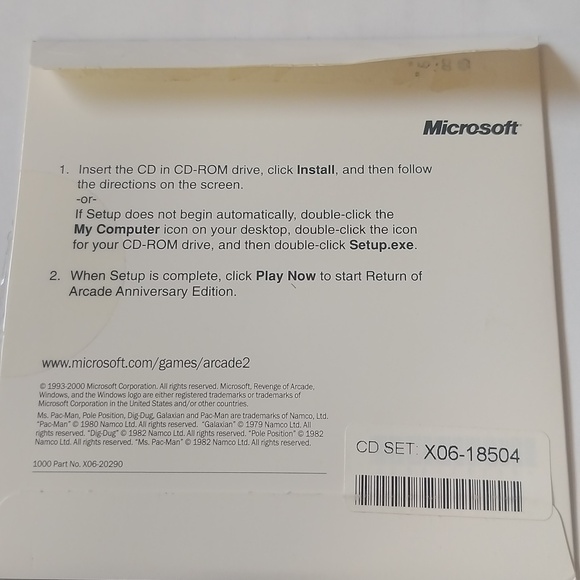 Microsoft
1. Insert the CD in CD-ROM drive, click Install, and then follow
the directions on the screen.
-or-
If Setup does not begin automatically, double-click the
My Computer icon on your desktop, double-click the icon
for your CD-ROM drive, and then double-click Setup.exe.
2. When Setup is complete, click Play Now to start Return of
Arcade Anniversary Edition.
www.microsoft.com/games/arcade2
© 1993-2000 Microsoft Corporation. All rights reserved. Microsoft, Revenge of Arcade,
Windows, and the Windows logo are either registered trademarks or trademarks of
Microsoft Corporation in the United States and/or other countries.
Ms. Pac-Man, Pole Position, Dig-Dug, Galaxian and Pac-Man are trademarks of Namco, Ltd.
"Pac-Man" © 1980 Namco Ltd. All rights reserved. "Galaxian" © 1979 Namco Ltd. All
rights reserved. "Dig-Dug" © 1982 Namco Ltd. All rights reserved. "Pole Position" © 1982
Namco Ltd. All rights reserved. "Ms. Pac-Man" © 1982 Namco Ltd. All rights reserved.
1000 Part No. X06-20290
CD SET: X06-18504